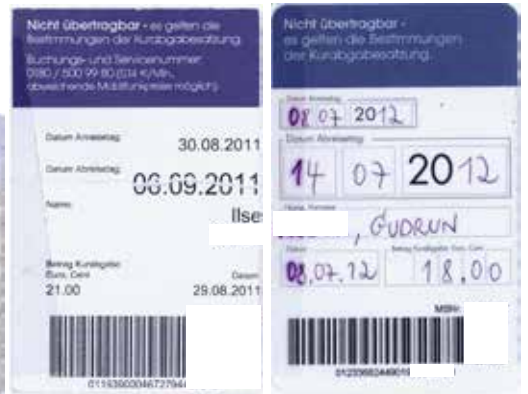 Nicht übertragbar - es gelten die
Bestimmungen der Kurabgabesatzung.
Buchungs- und Servicenummer:
0180 / 500 99 80 (0,14 €/Min.,
abweichende Mobilfunkpreise möglich)
Datum Anreisetag:
30.08.2011
Datum Abreisetag:
06.09.2011
Name:
Ilse
Betrag Kurabgabe
Euro, Cent
Datum:
21.00
29.08.2011
Nicht übertragbar -
es gelten die Bestimmungen
der Kurabgabesatzung.
Datum Anreisetag
08 07 2012
Datum Abreisetag
14 07 2012
, GUDRUN
Datum
Betrag Kurabgabe Euro, Cent
08.07.12
18.00